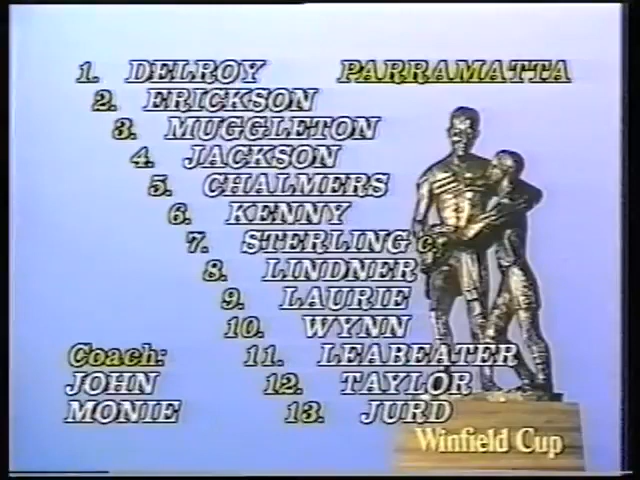 1. DELROY PARRAMATTA
2. ERICKSON
3. MUGGLETON
4. JACKSON
5. CHALMERS
6. KENNY
7. STERLING C.
8. LINDNER
9. LAURIE
10. WYNN
Coach: 11. LEABEATER
JOHN 12. TAYLOR
MONIE 13. JURD
Winfield Cup